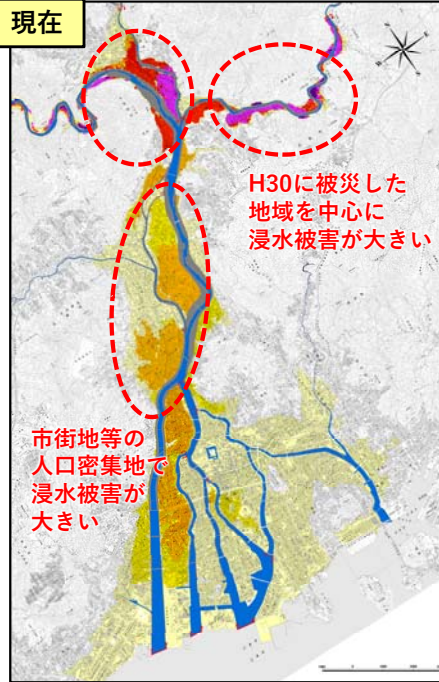 現在
H30に被災した
地域を中心に
浸水被害が大きい
市街地等の
人口密集地で
浸水被害が
大きい